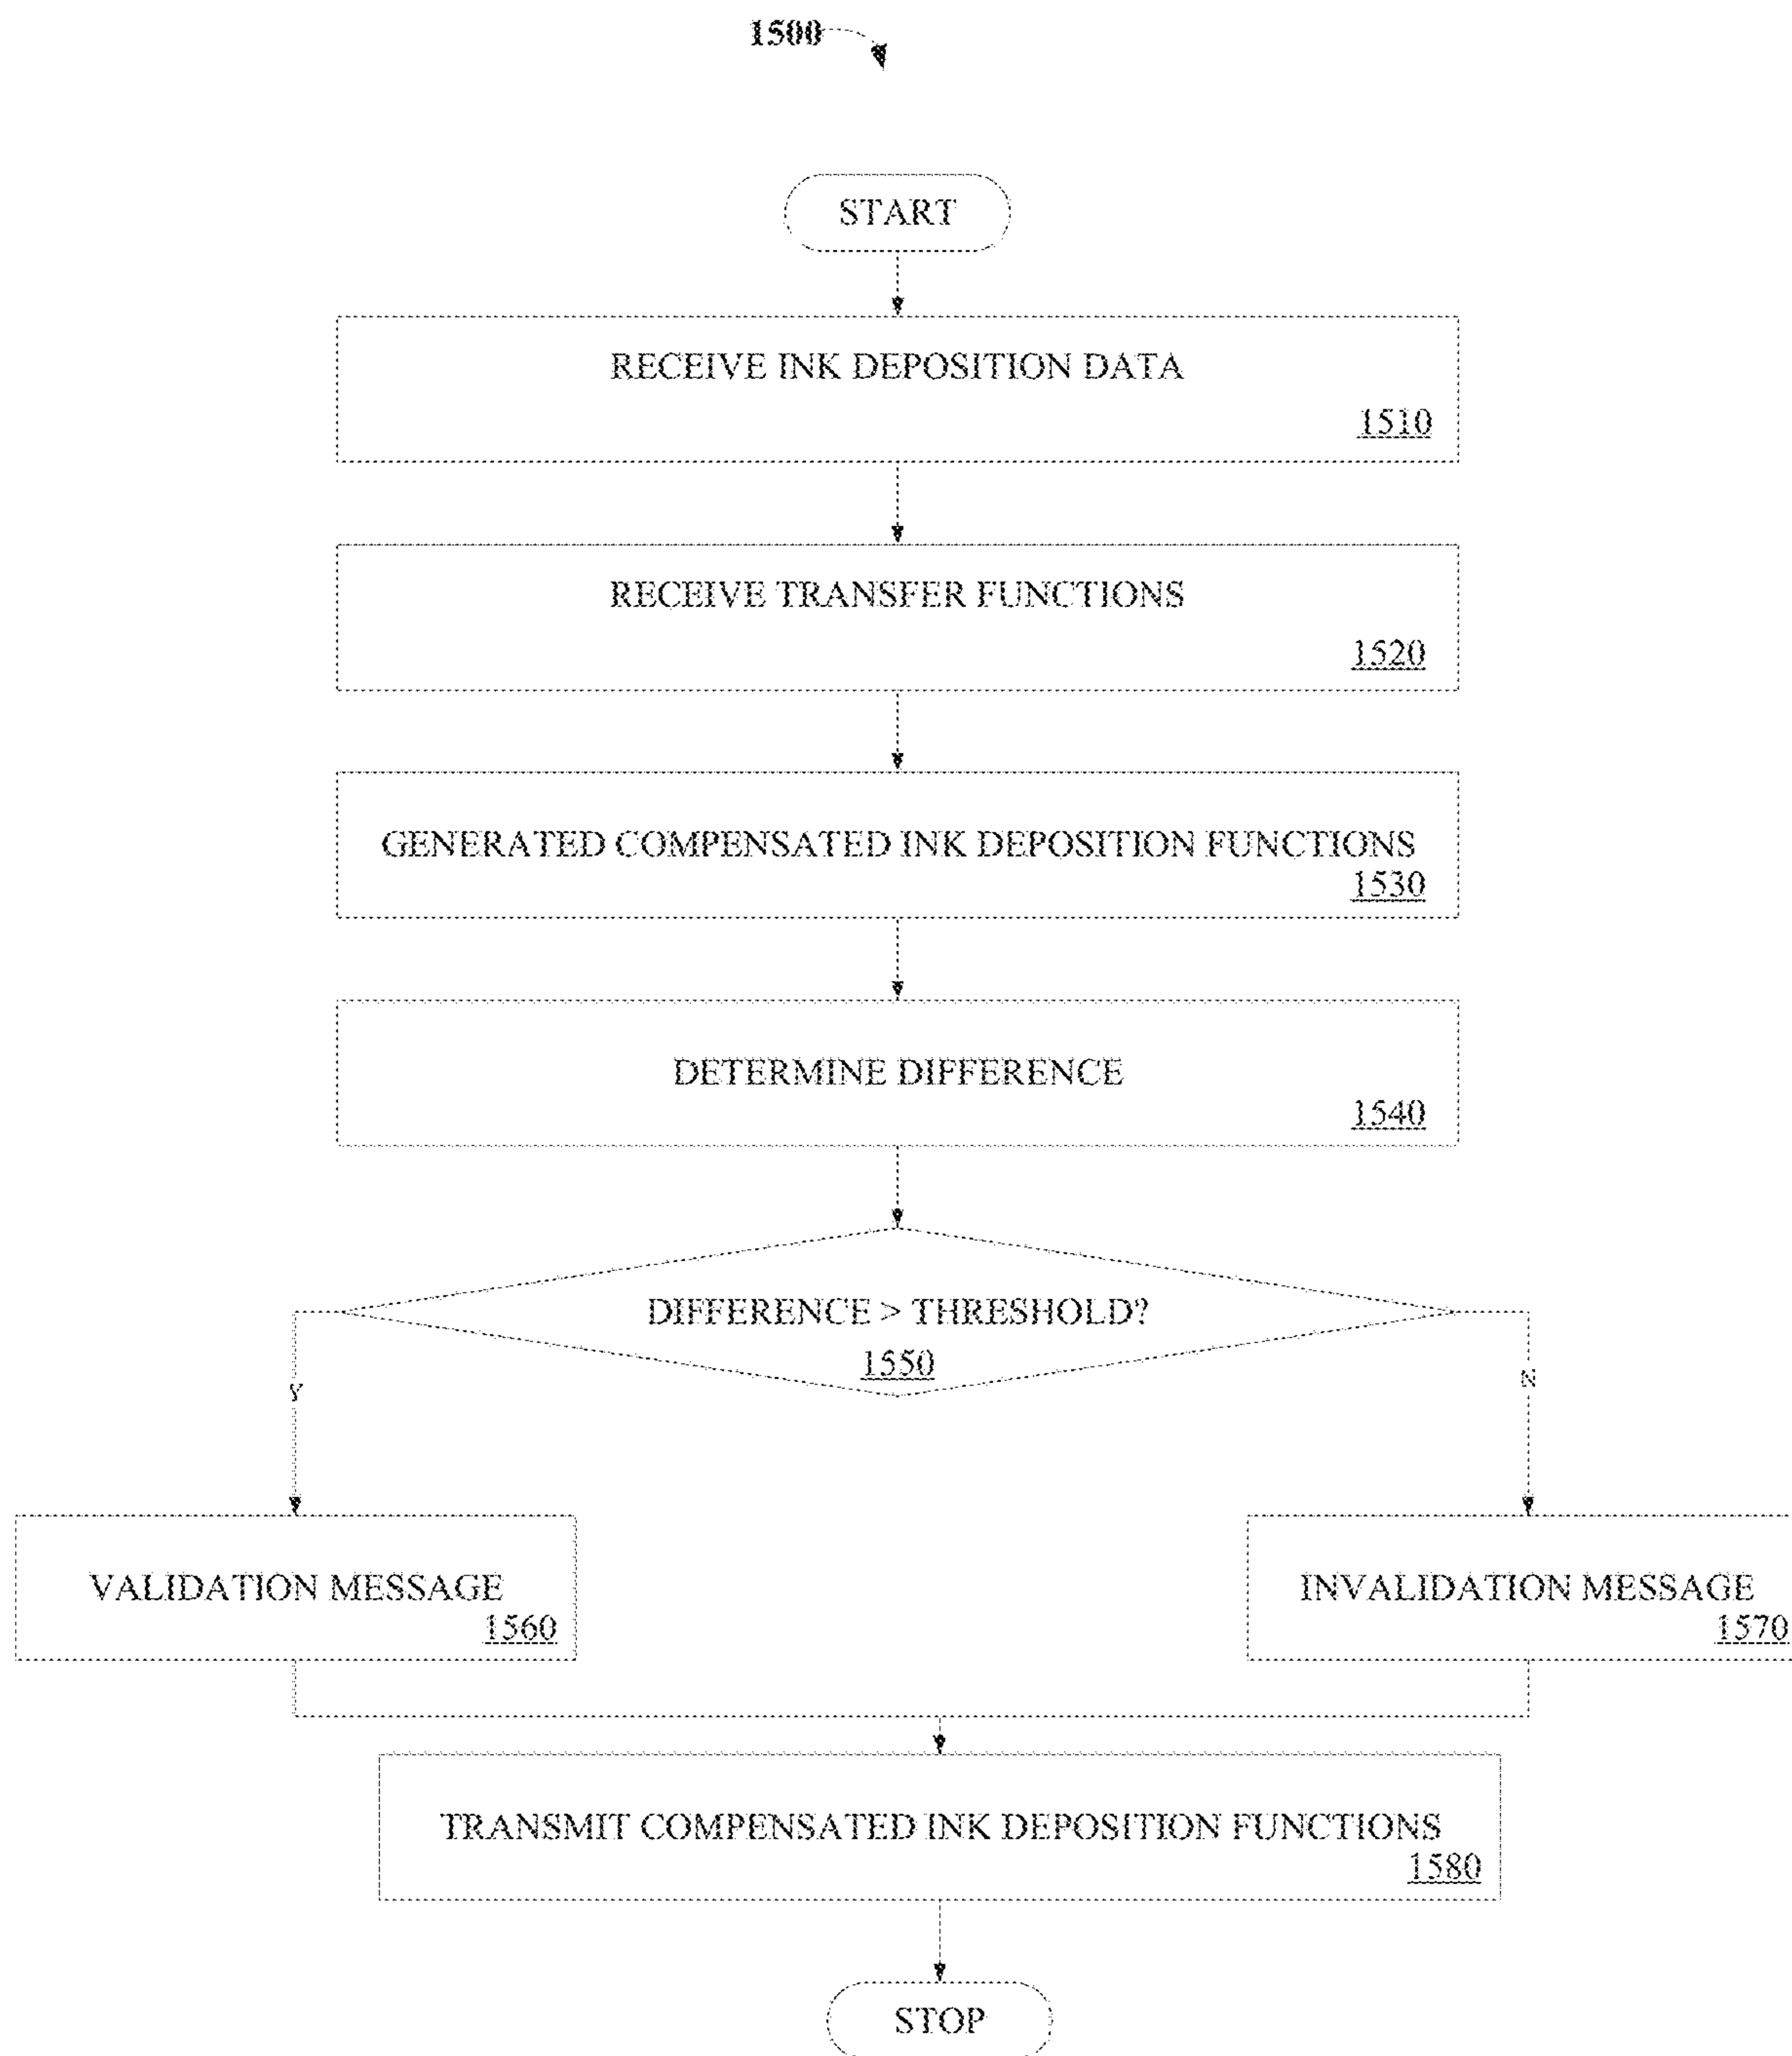 1500
START
RECEIVE INK DEPOSITION DATA
1510
RECEIVE TRANSFER FUNCTIONS
1520
GENERATED COMPENSATED INK DEPOSITION FUNCTIONS
1530
DETERMINE DIFFERENCE
1540
DIFFERENCE > THRESHOLD?
1550
Y
N
VALIDATION MESSAGE
1560
INVALIDATION MESSAGE
1570
TRANSMIT COMPENSATED INK DEPOSITION FUNCTIONS
1580
STOP